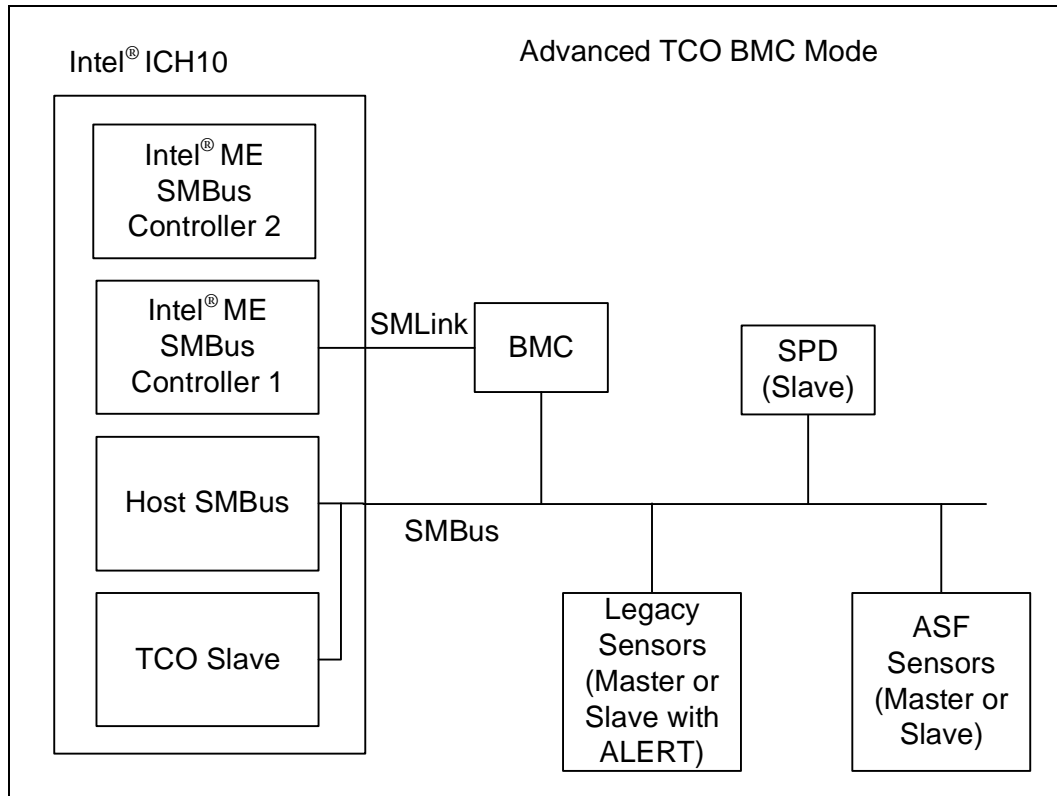 Advanced TCO BMC Mode
Intel® ICH10
Intel® ME
SMBus
Controller 2
Intel® ME
SMBus
Controller 1
SMLink
BMC
SPD
(Slave)
Host SMBus
SMBus
TCO Slave
Legacy
Sensors
(Master or
Slave with
ALERT)
ASF
Sensors
(Master or
Slave)